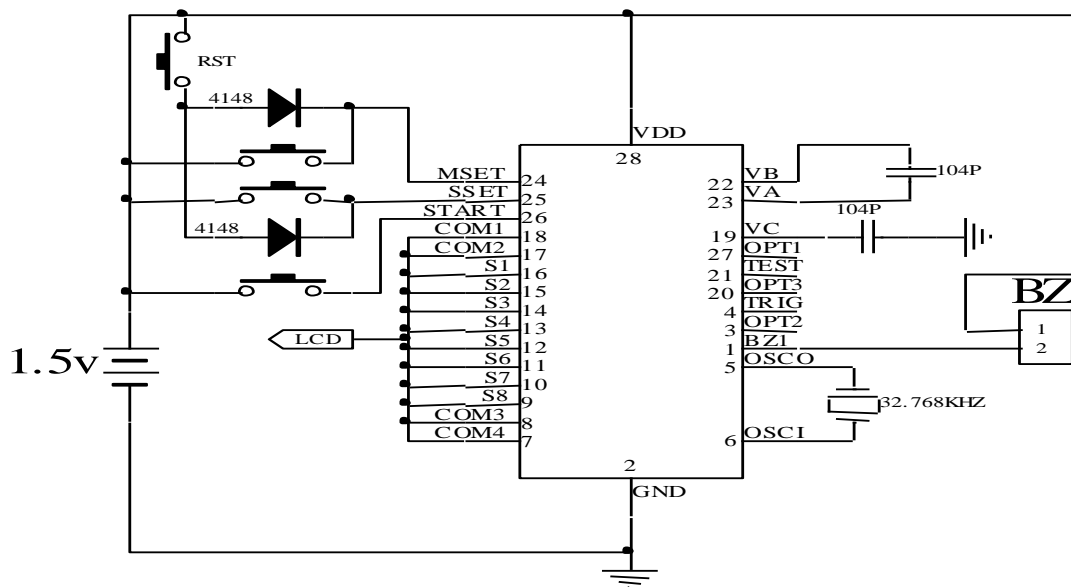 RST
4148
VDD
28
MSET 24
SSET 25
START 26
4148
COM1 18
COM2 17
S1 16
S2 15
S3 14
S4 13
LCD
S5 12
S6 11
S7 10
S8 9
COM3 8
COM4 7
1.5v
22 VB
104P
23 VA
104P
19 VC
27 OPT1
21 TEST
20 OPT3
4 TRIG
3 OPT2
1 BZ1
BZ
1
2
5 OSCO
32.768KHZ
6 OSCI
2
GND